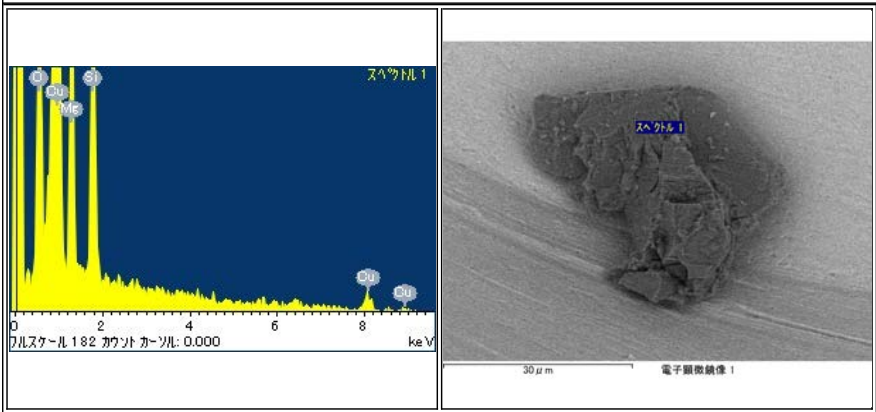 スペクトル 1
O
Cu
Mg
Si
Cu
Cu
0 2 4 6 8
フルスケール 182 カウント カーソル: 0.000 keV
スペクトル 1
30μm 電子顕微鏡像 1